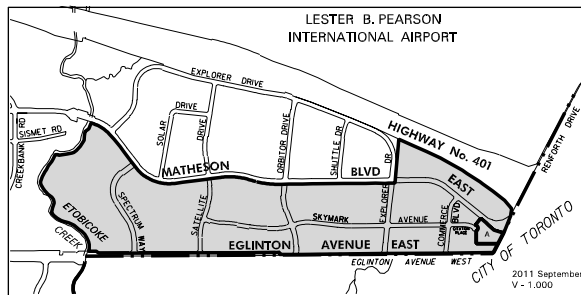 LESTER B. PEARSON
INTERNATIONAL AIRPORT
EXPLORER DRIVE
HIGHWAY No. 401
RENFORTH DRIVE
CREEKBANK RD
SISMET RD
SOLAR DRIVE
DRIVE
ORBITOR DRIVE
SHUTTLE DR
MATHESON BLVD
EAST
EXPLORER DR
SPECTRUM WAY
SATELLITE
SKYMARK AVENUE
COMMERCE BLVD
A
ETOBICOKE
CREEK
EGLINTON AVENUE EAST
EGLINTON AVENUE WEST
CITY OF TORONTO
2011 September
V - 1.000